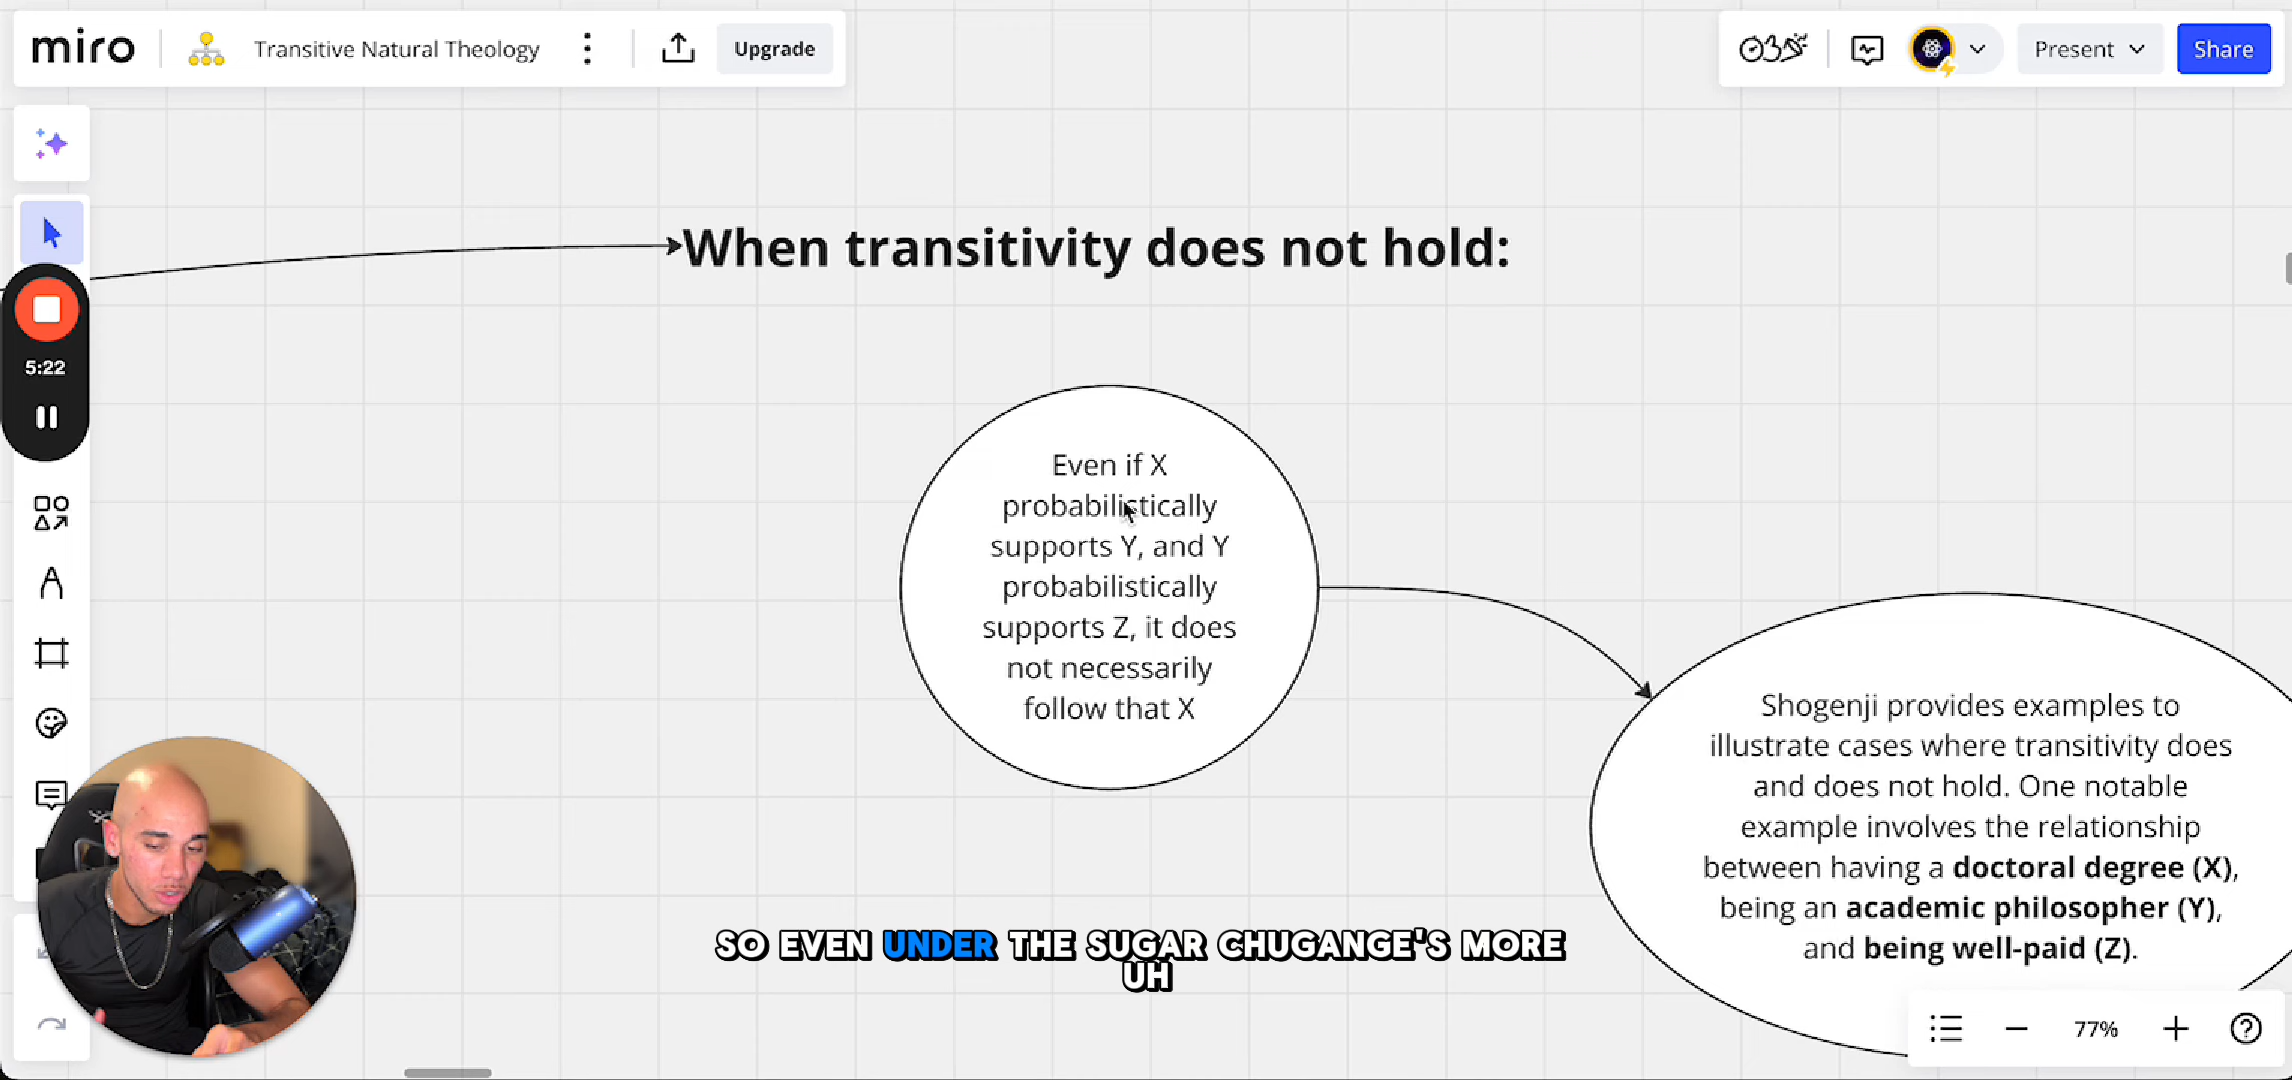 miro
Transitive Natural Theology
Upgrade
Present
Share
When transitivity does not hold:
5:22
Even if X
probabilistically
supports Y, and Y
probabilistically
supports Z, it does
not necessarily
follow that X
Shogenji provides examples to
illustrate cases where transitivity does
and does not hold. One notable
example involves the relationship
between having a doctoral degree (X),
being an academic philosopher (Y),
and being well-paid (Z).
SO EVEN UNDER THE SUGAR CHUGANGE'S MORE
UH
77%